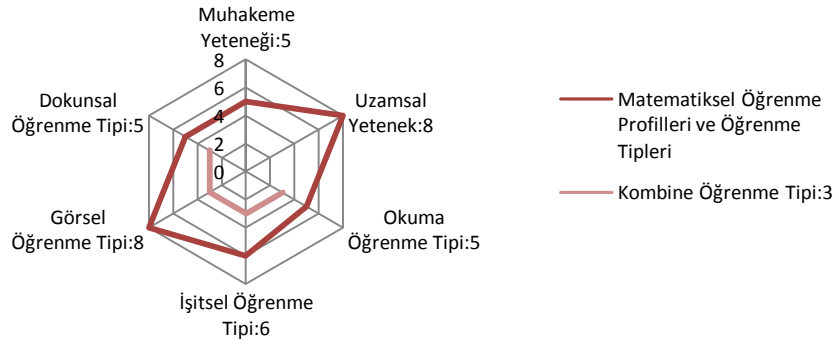 Muhakeme
Yeteneği:5
8
6
4
2
0
Uzamsal
Yetenek:8
Okuma
Öğrenme Tipi:5
İşitsel Öğrenme
Tipi:6
Görsel
Öğrenme Tipi:8
Dokunsal
Öğrenme Tipi:5
Matematiksel Öğrenme
Profilleri ve Öğrenme
Tipleri
Kombine Öğrenme Tipi:3